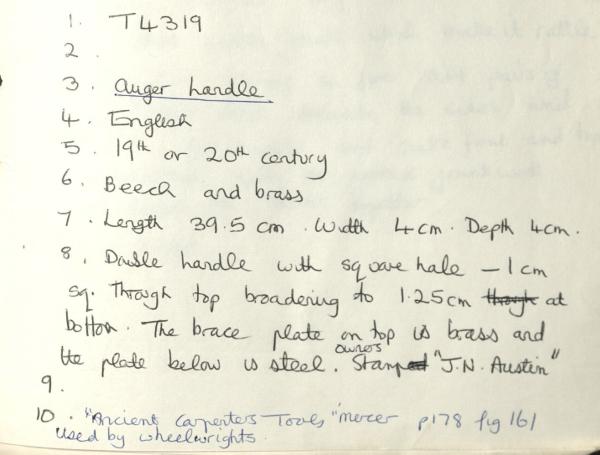 1. T4319
2
3. Auger handle
4. English
5. 19th or 20th century
6. Beech and brass
7. Length 39.5 cm. Width 4cm. Depth 4cm.
8. Double handle with square hole – 1cm
sq. Through top broadering to 1.25cm though at
bottom. The brace plate on top is brass and
the plate below is steel. owners Stamped "J.N. Austin"
9.
10. "Ancient Carpenters Tools" Mercer p178 fig 161
Used by wheelwrights.